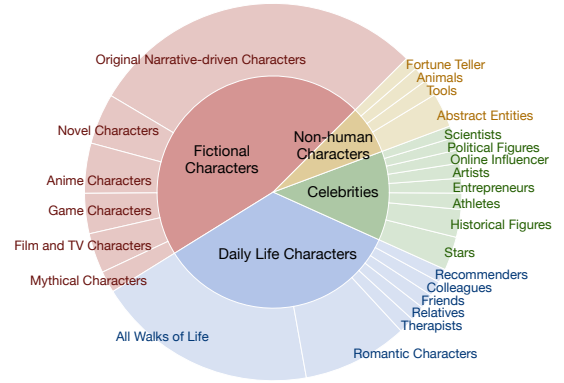 Original Narrative-driven Characters
Novel Characters
Anime Characters
Game Characters
Film and TV Characters
Mythical Characters
Fictional
Characters
Non-human
Characters
Celebrities
Daily Life Characters
Fortune Teller
Animals
Tools
Abstract Entities
Scientists
Political Figures
Online Influencer
Artists
Entrepreneurs
Athletes
Historical Figures
Stars
Recommenders
Colleagues
Friends
Relatives
Therapists
Romantic Characters
All Walks of Life